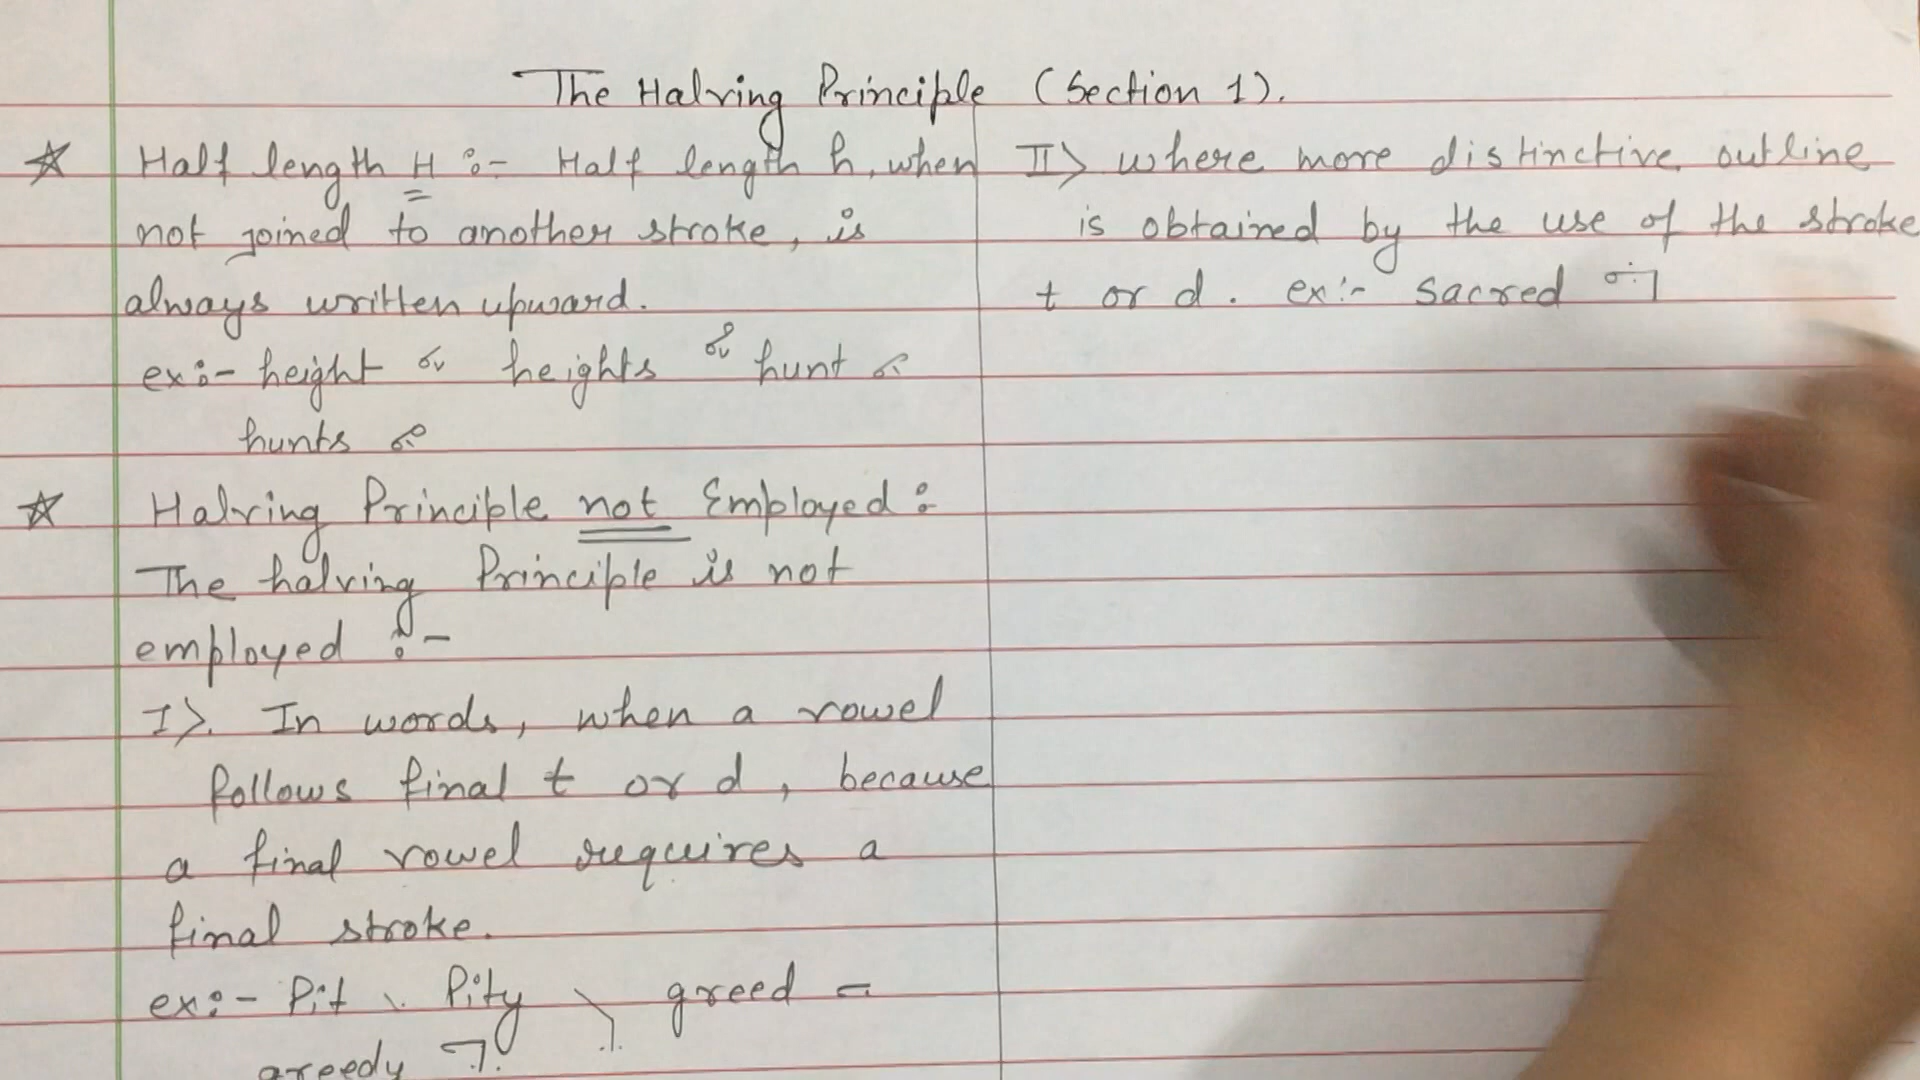 The Halving Principle (Section 1).
☆ Half length H :- Half length h, when
not joined to another stroke, is
always written upward.
ex:- height heights hunt
hunts
☆ Halving Principle not Employed :
The halving Principle is not
employed :-
I>. In words, when a vowel
follows final t or d, because
a final vowel requires a
final stroke.
ex:- Pit Pity greed
greedy
II> where more distinctive outline
is obtained by the use of the stroke
t or d. ex:- sacred